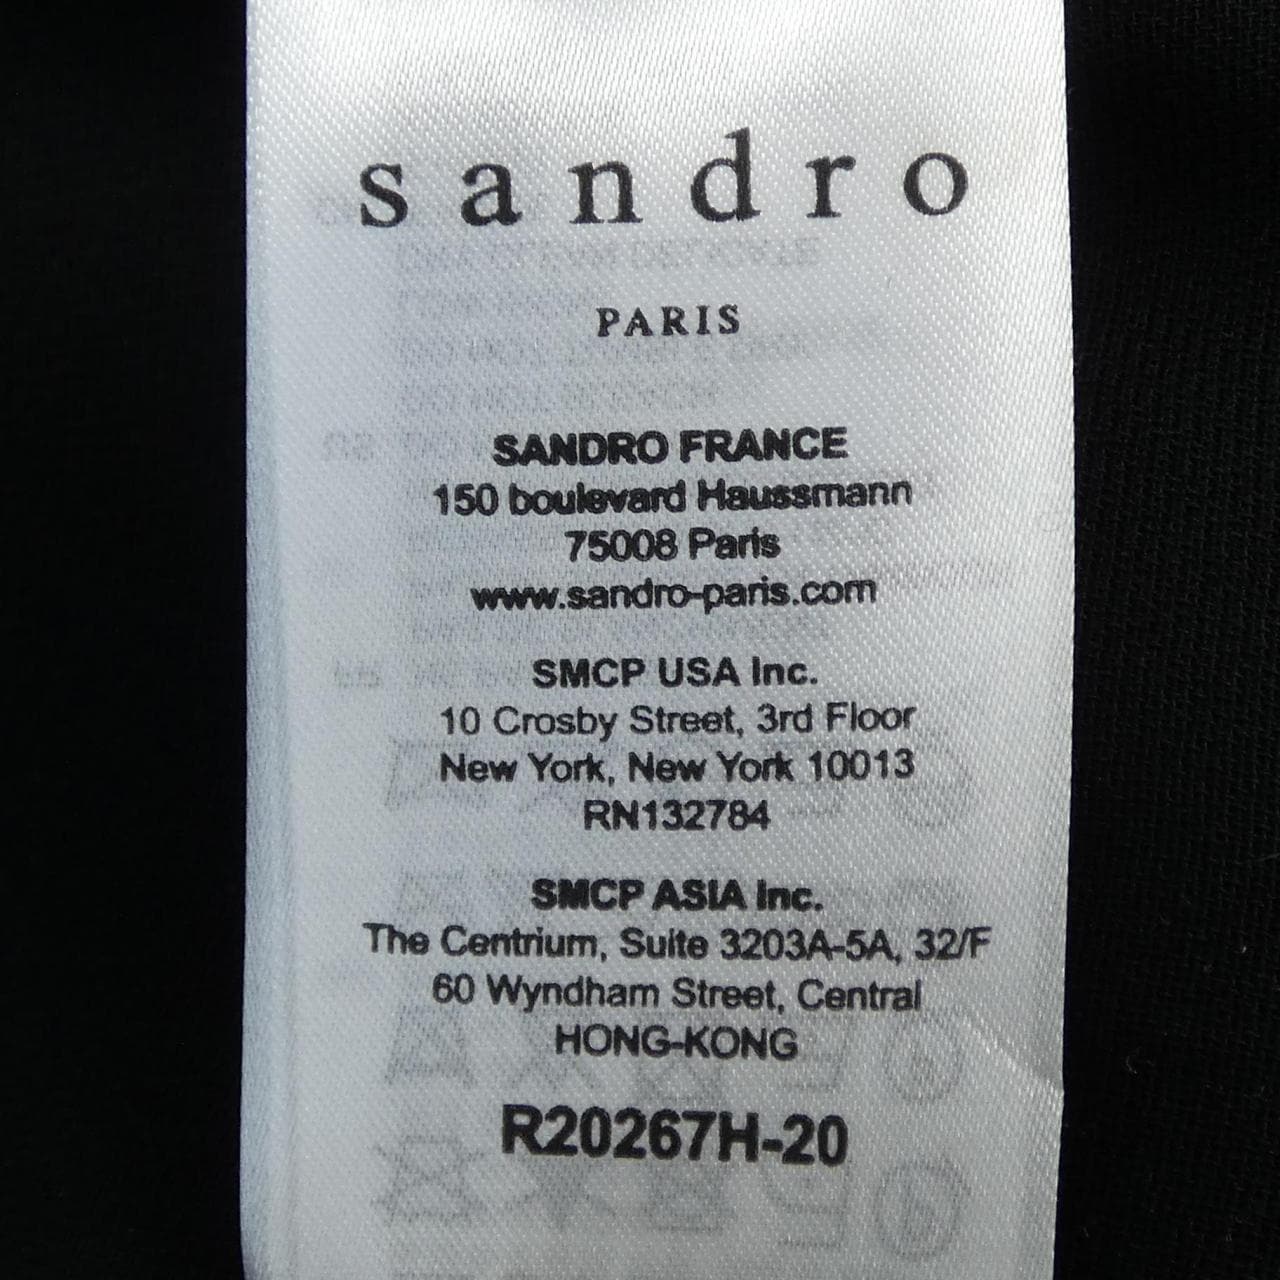 sandro
PARIS
SANDRO FRANCE
150 boulevard Haussmann
75008 Paris
www.sandro-paris.com
SMCP USA Inc.
10 Crosby Street, 3rd Floor
New York, New York 10013
RN132784
SMCP ASIA Inc.
The Centrium, Suite 3203A-5A, 32/F
60 Wyndham Street, Central
HONG-KONG
R20267H-20